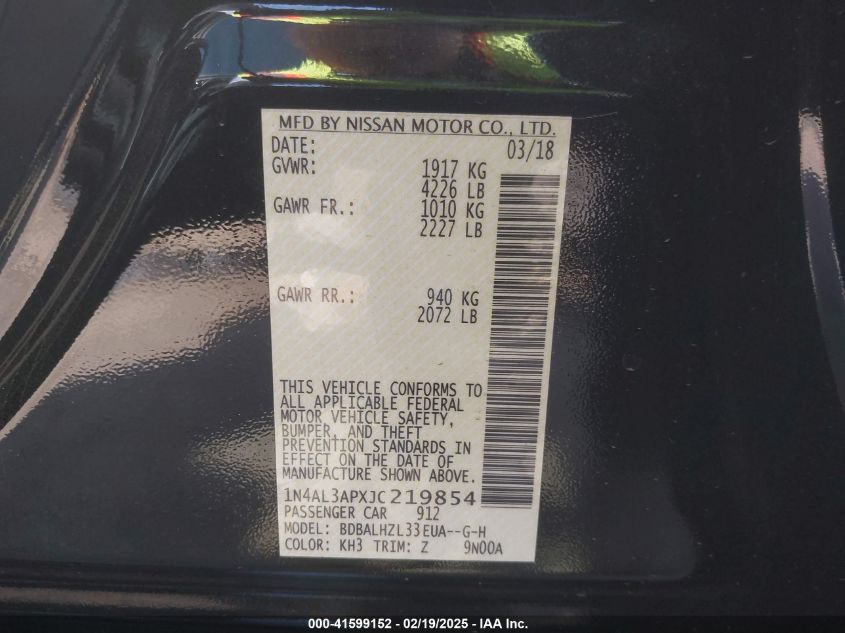 MFD BY NISSAN MOTOR CO., LTD.
DATE: 03/18
GVWR: 1917 KG
4226 LB
GAWR FR.: 1010 KG
2227 LB
GAWR RR.: 940 KG
2072 LB
THIS VEHICLE CONFORMS TO
ALL APPLICABLE FEDERAL
MOTOR VEHICLE SAFETY,
BUMPER, AND THEFT
PREVENTION STANDARDS IN
EFFECT ON THE DATE OF
MANUFACTURE SHOWN ABOVE.
1N4AL3APXJC219854
PASSENGER CAR 912
MODEL: BDBALHZL33EUA--G-H
COLOR: KH3 TRIM: Z 9N00A
000-41599152 - 02/19/2025 - IAA Inc.